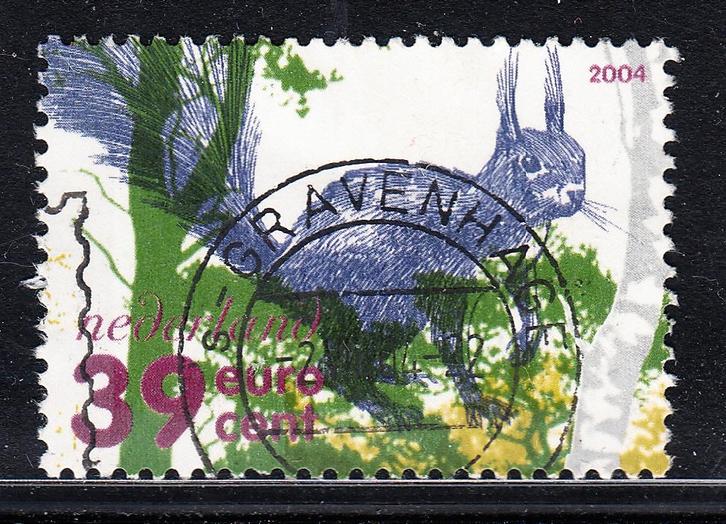 2004
'S-GRAVENHAGE
nederland
39 euro
cent